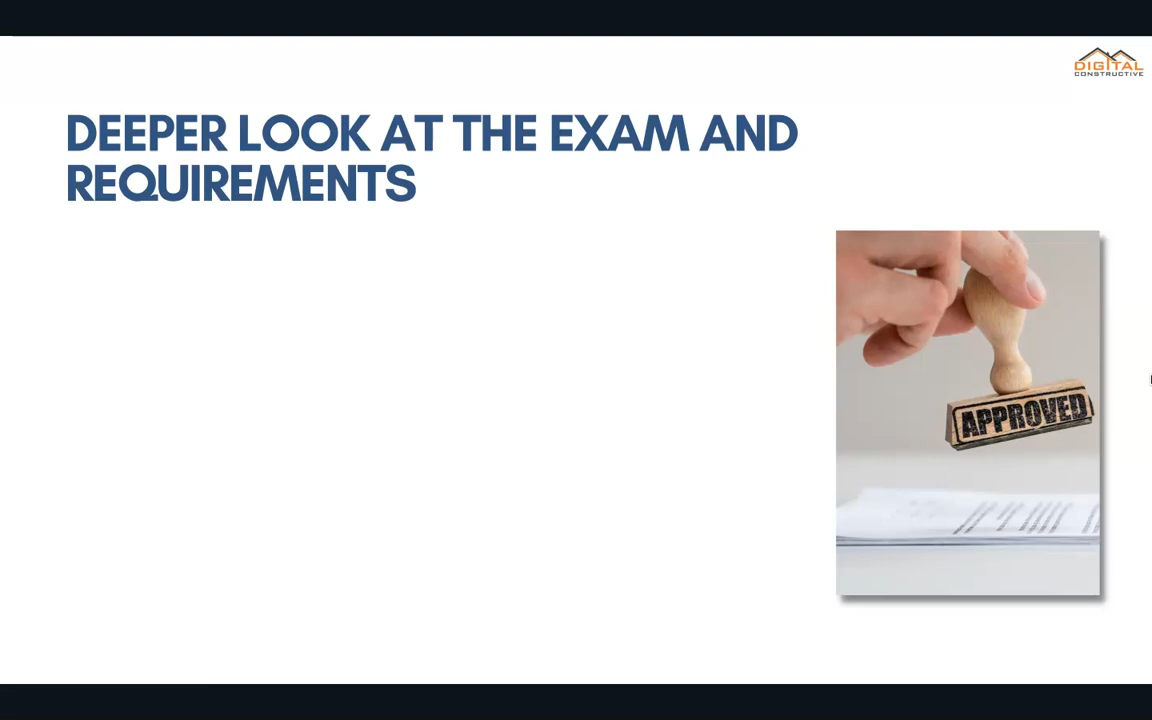 DIGITAL
CONSTRUCTIVE
DEEPER LOOK AT THE EXAM AND
REQUIREMENTS
APPROVED